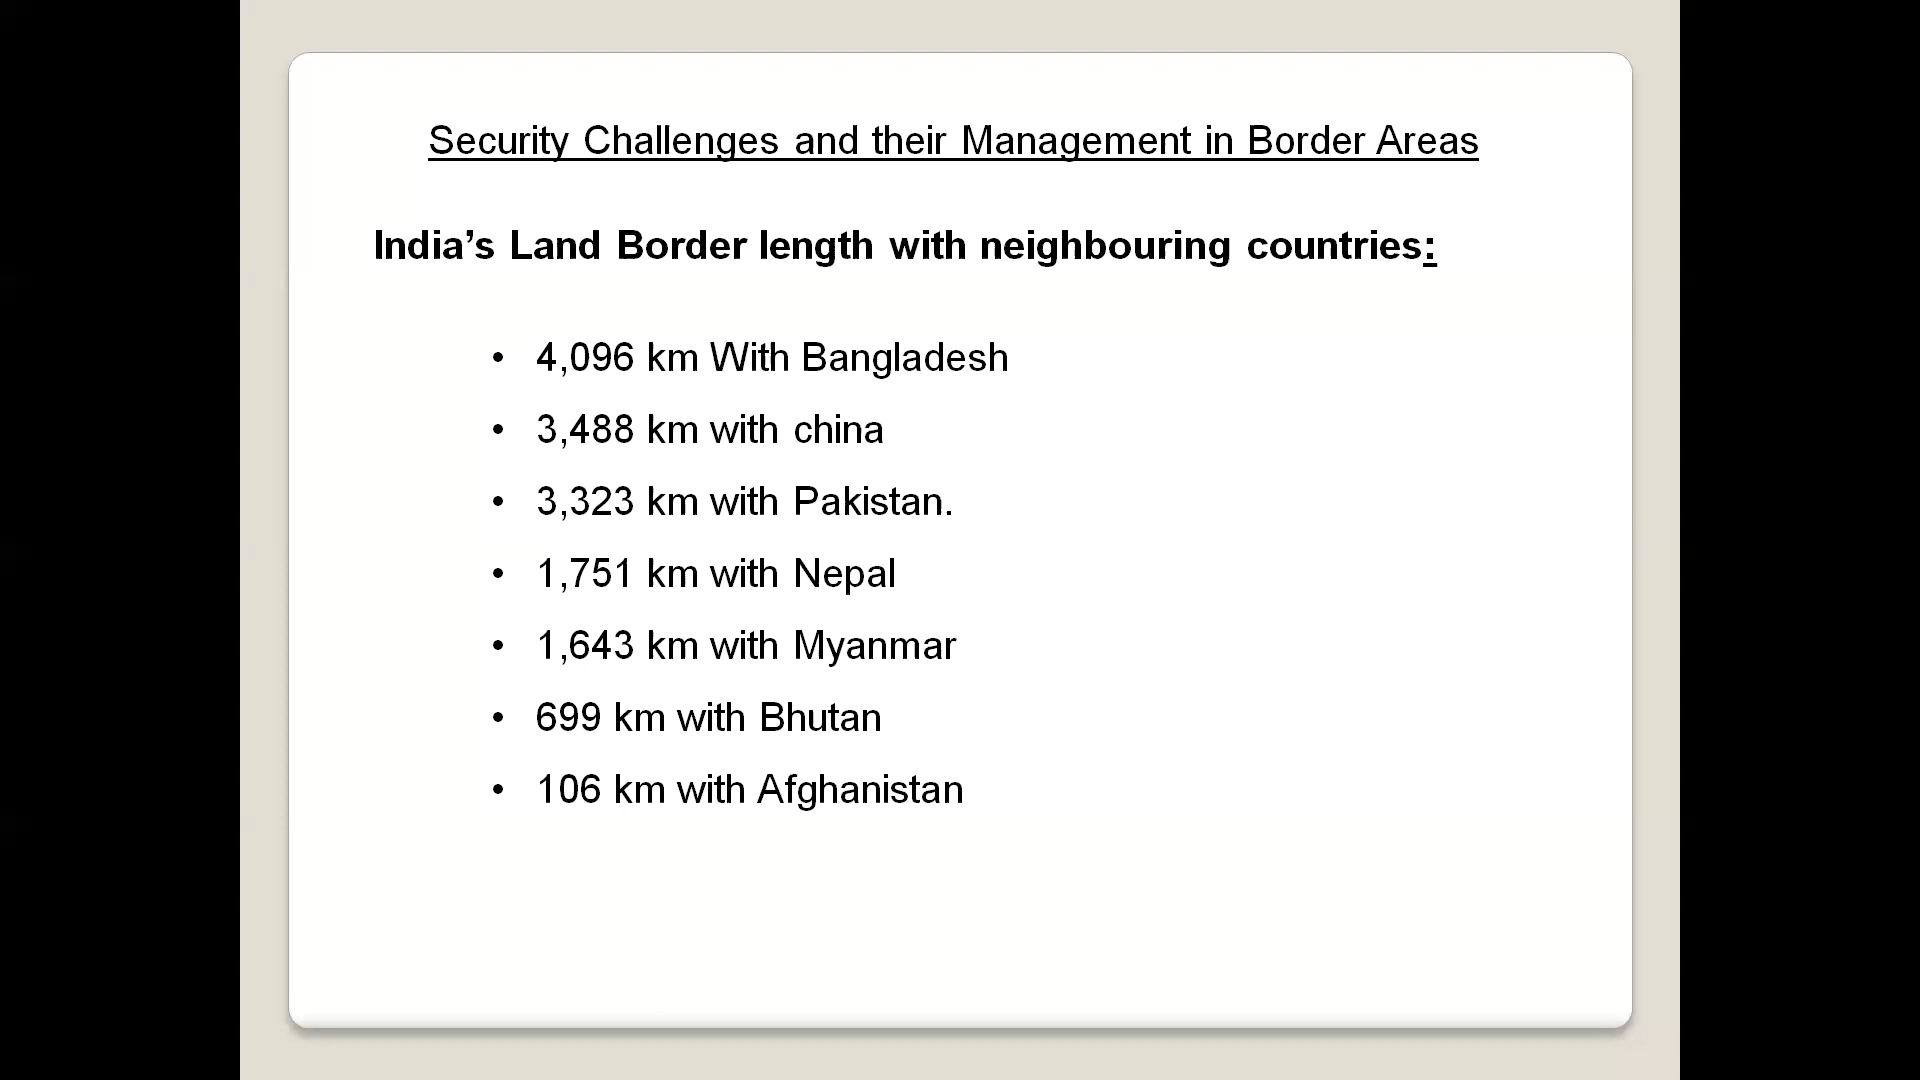 Security Challenges and their Management in Border Areas
India’s Land Border length with neighbouring countries:
• 4,096 km With Bangladesh
• 3,488 km with china
• 3,323 km with Pakistan.
• 1,751 km with Nepal
• 1,643 km with Myanmar
• 699 km with Bhutan
• 106 km with Afghanistan